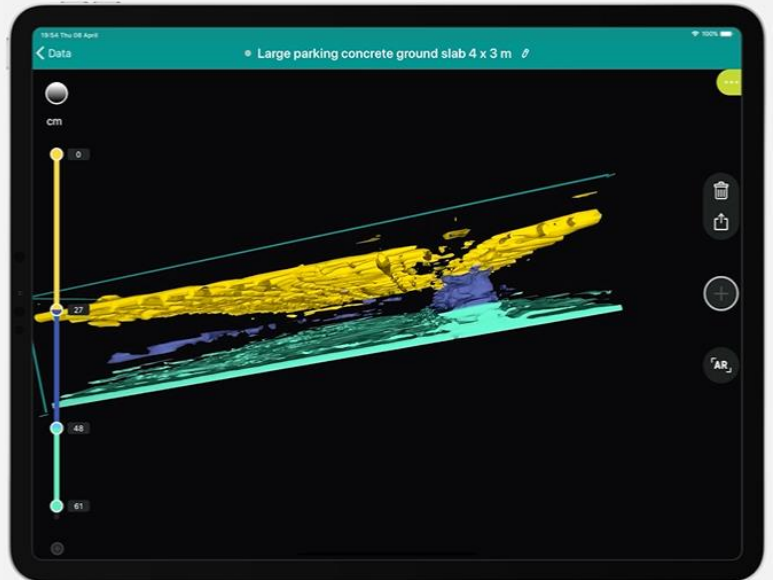 19:54 Thu 08 April
100%
Data
Large parking concrete ground slab 4 x 3 m
cm
0
27
48
61
AR